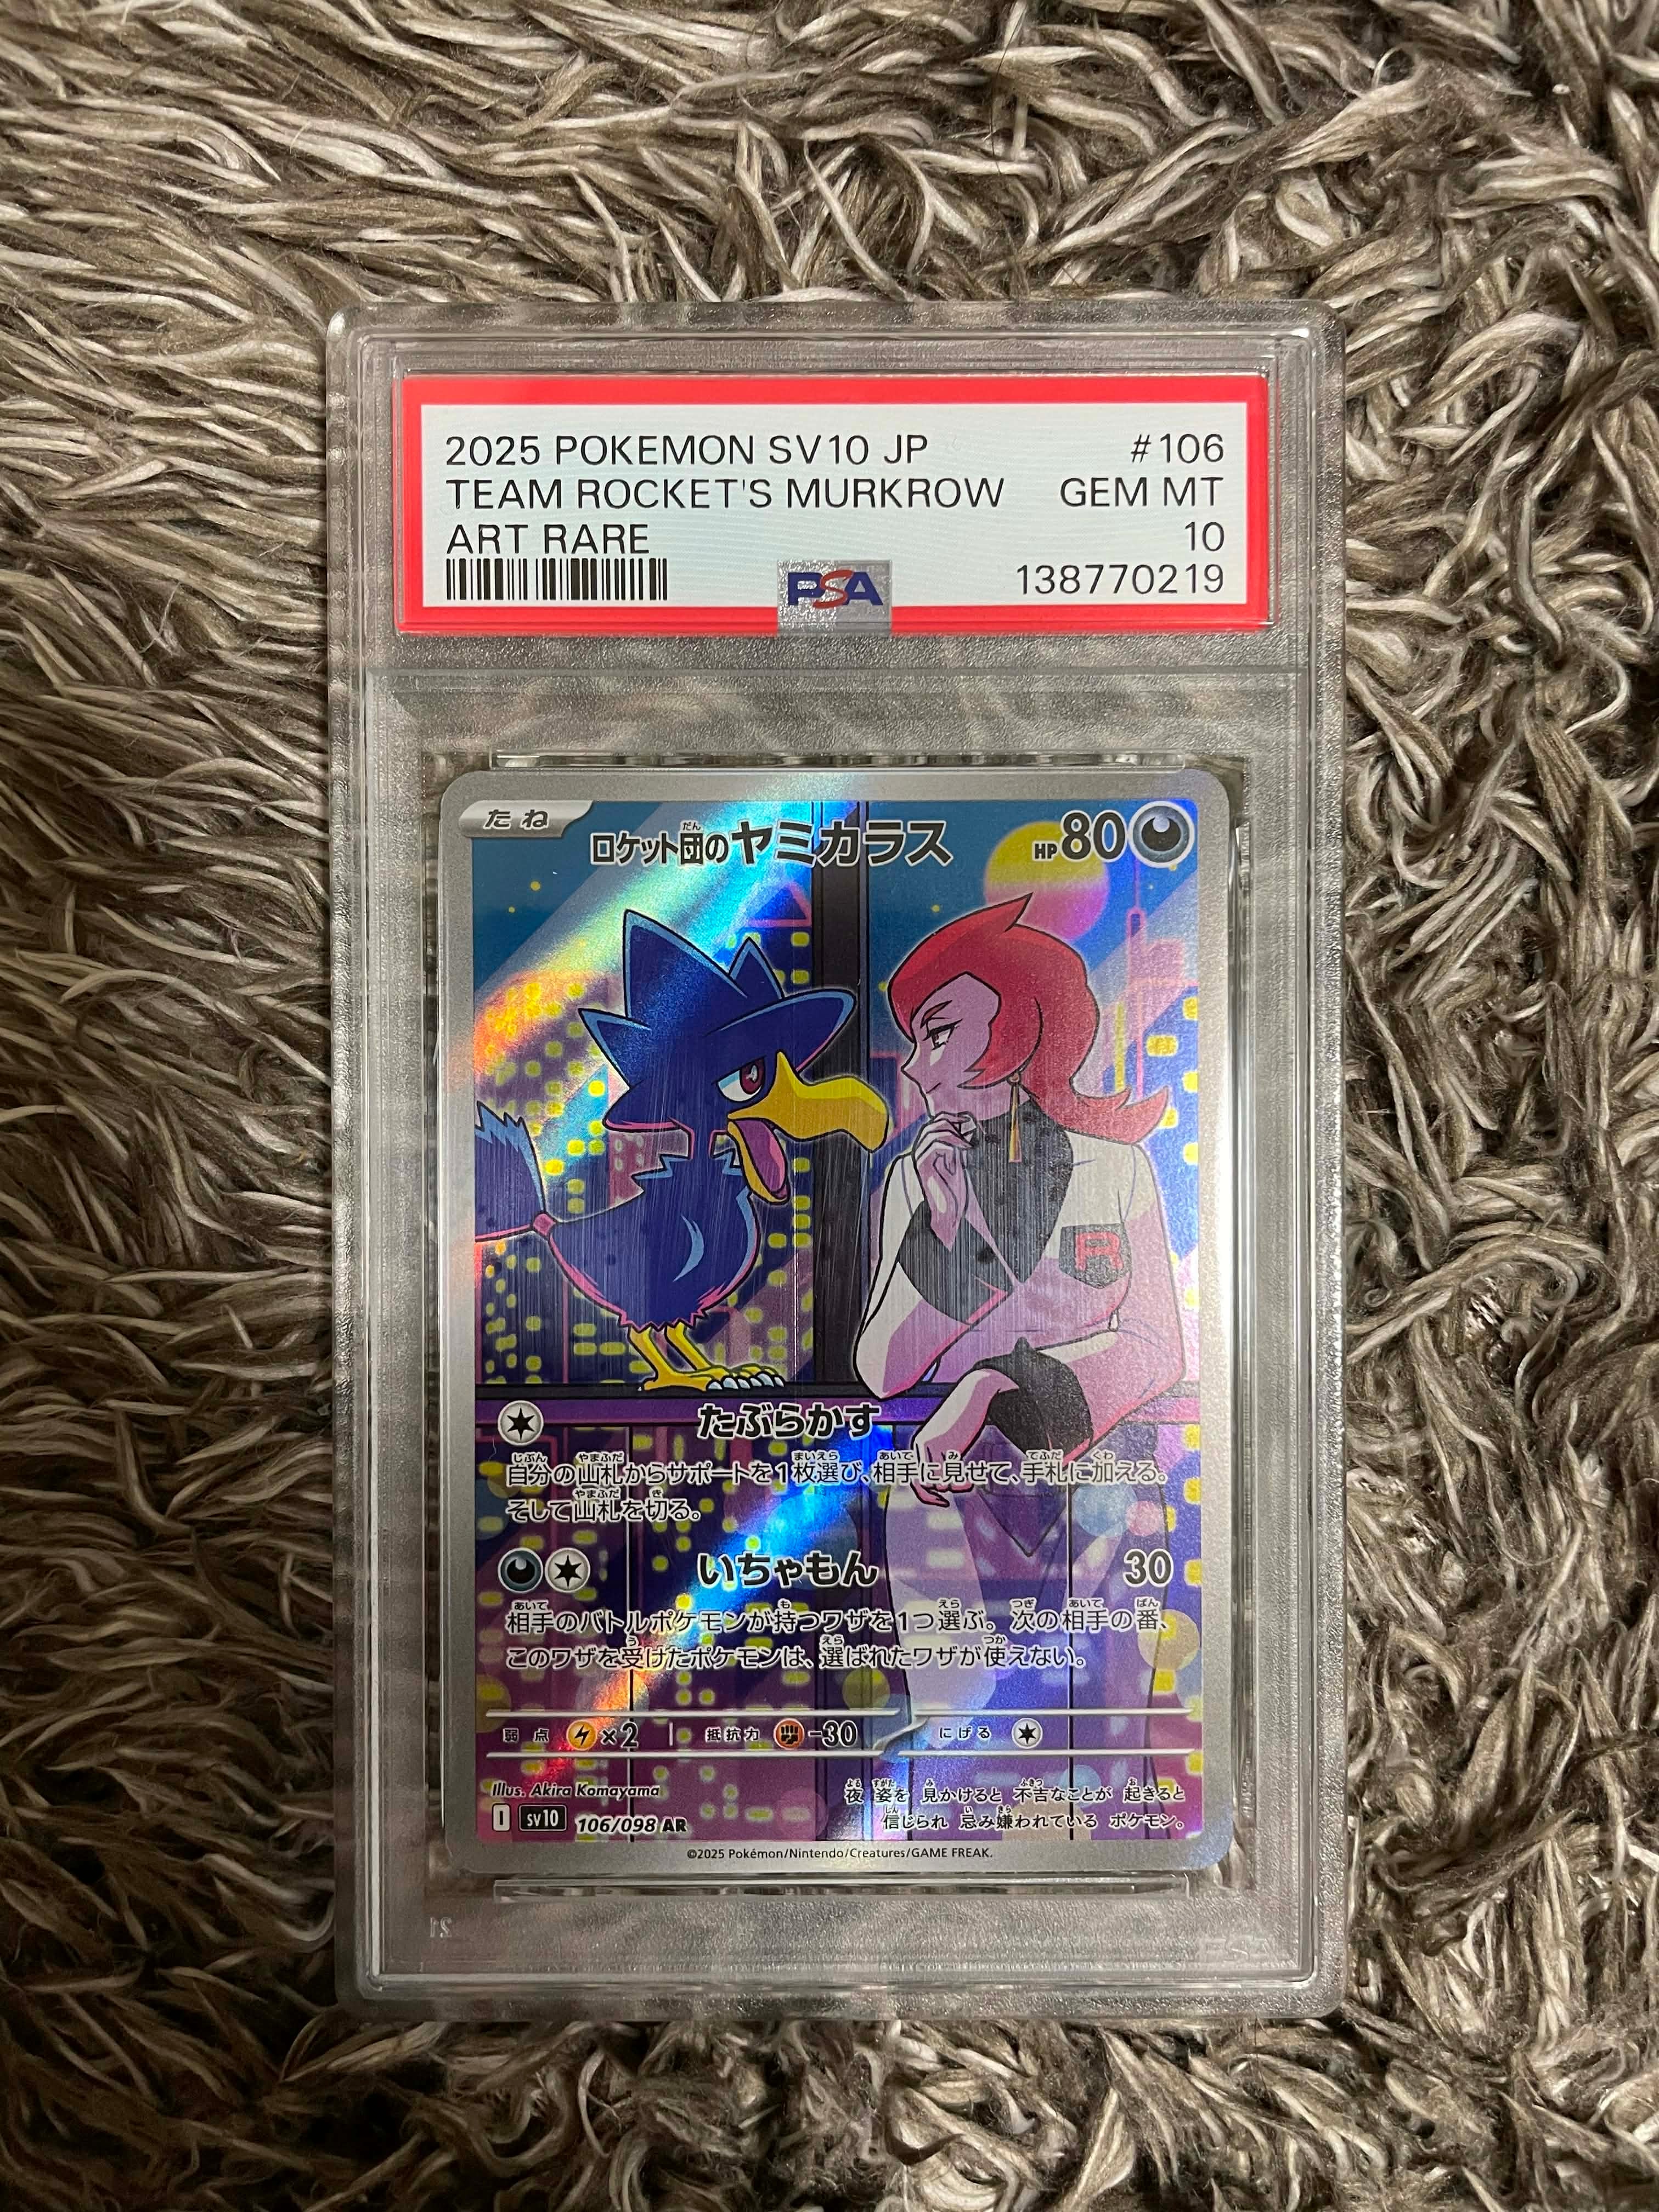 2025 POKEMON SV10 JP #106
TEAM ROCKET'S MURKROW GEM MT
ART RARE 10
PSA 138770219
たね
ロケット団のヤミカラス HP 80
だん
R
たぶらかす
自分の山札からサポートを1枚選び、相手に見せて、手札に加える。
そして山札を切る。
いちゃもん 30
相手のバトルポケモンが持つワザを1つ選ぶ。次の相手の番、
このワザを受けたポケモンは、選ばれたワザが使えない。
弱点 ×2 抵抗力 -30 にげる
Illus. Akira Komayama
夜 姿を 見かけると 不吉なことが 起きると
信じられ 忌み嫌われている ポケモン。
I SV10 106/098 AR
©2025 Pokémon/Nintendo/Creatures/GAME FREAK.